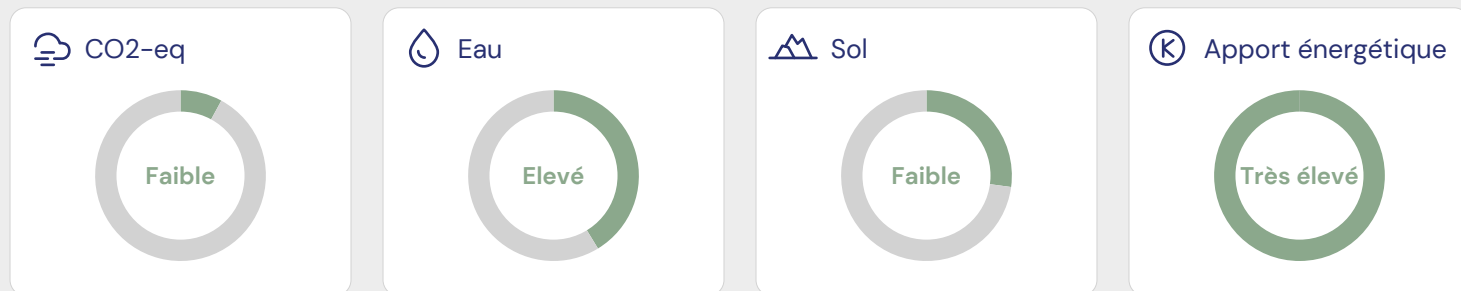 CO2-eq
Faible
Eau
Elevé
Sol
Faible
Apport énergétique
Très élevé